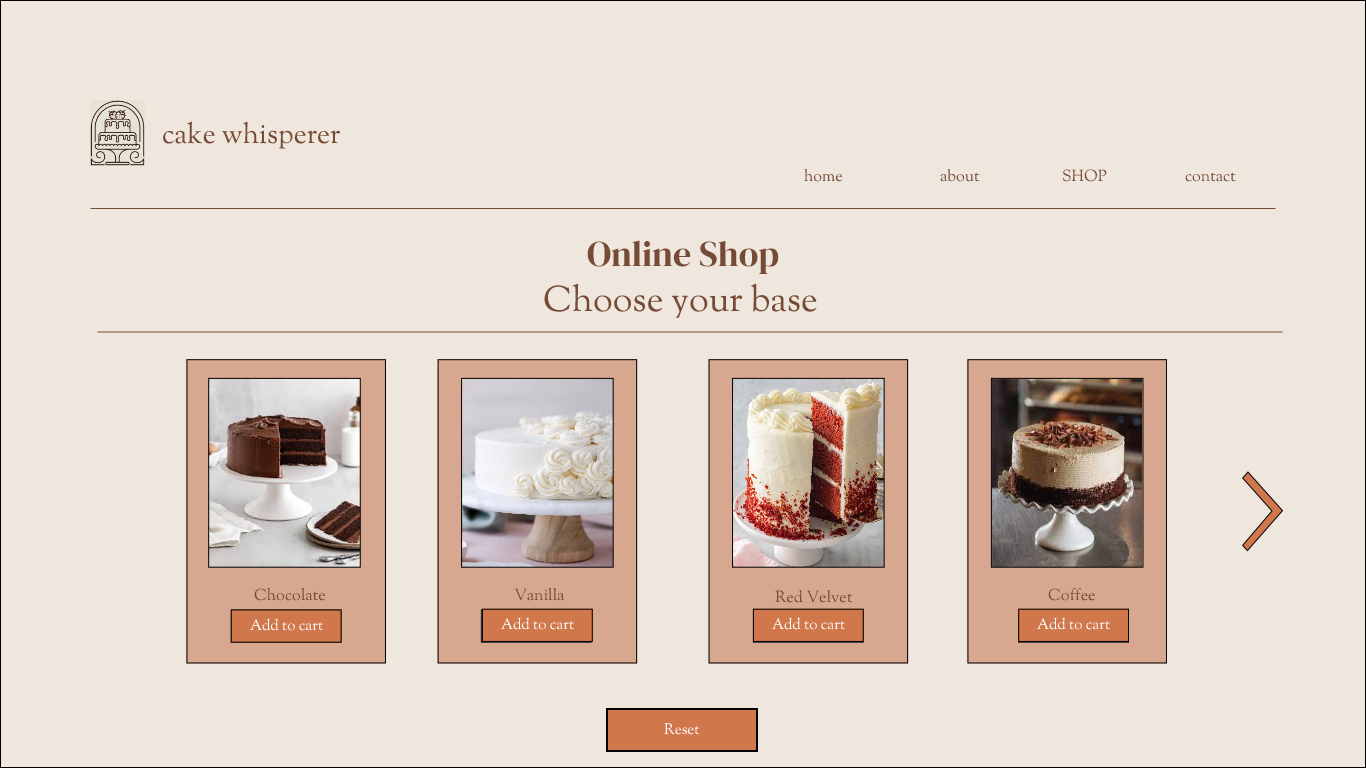 cake whisperer
home about SHOP contact
Online Shop
Choose your base
Chocolate
Add to cart
Vanilla
Add to cart
Red Velvet
Add to cart
Coffee
Add to cart
Reset